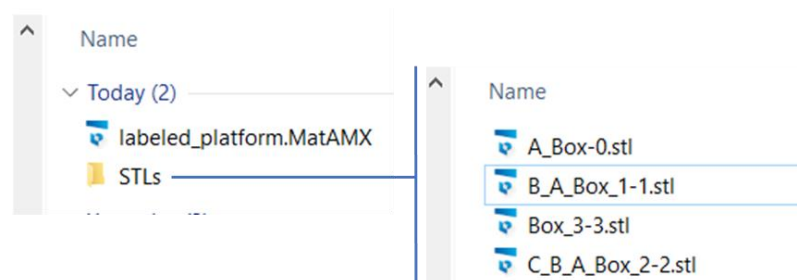 Name
Today (2)
labeled_platform.MatAMX
STLs
Name
A_Box-0.stl
B_A_Box_1-1.stl
Box_3-3.stl
C_B_A_Box_2-2.stl